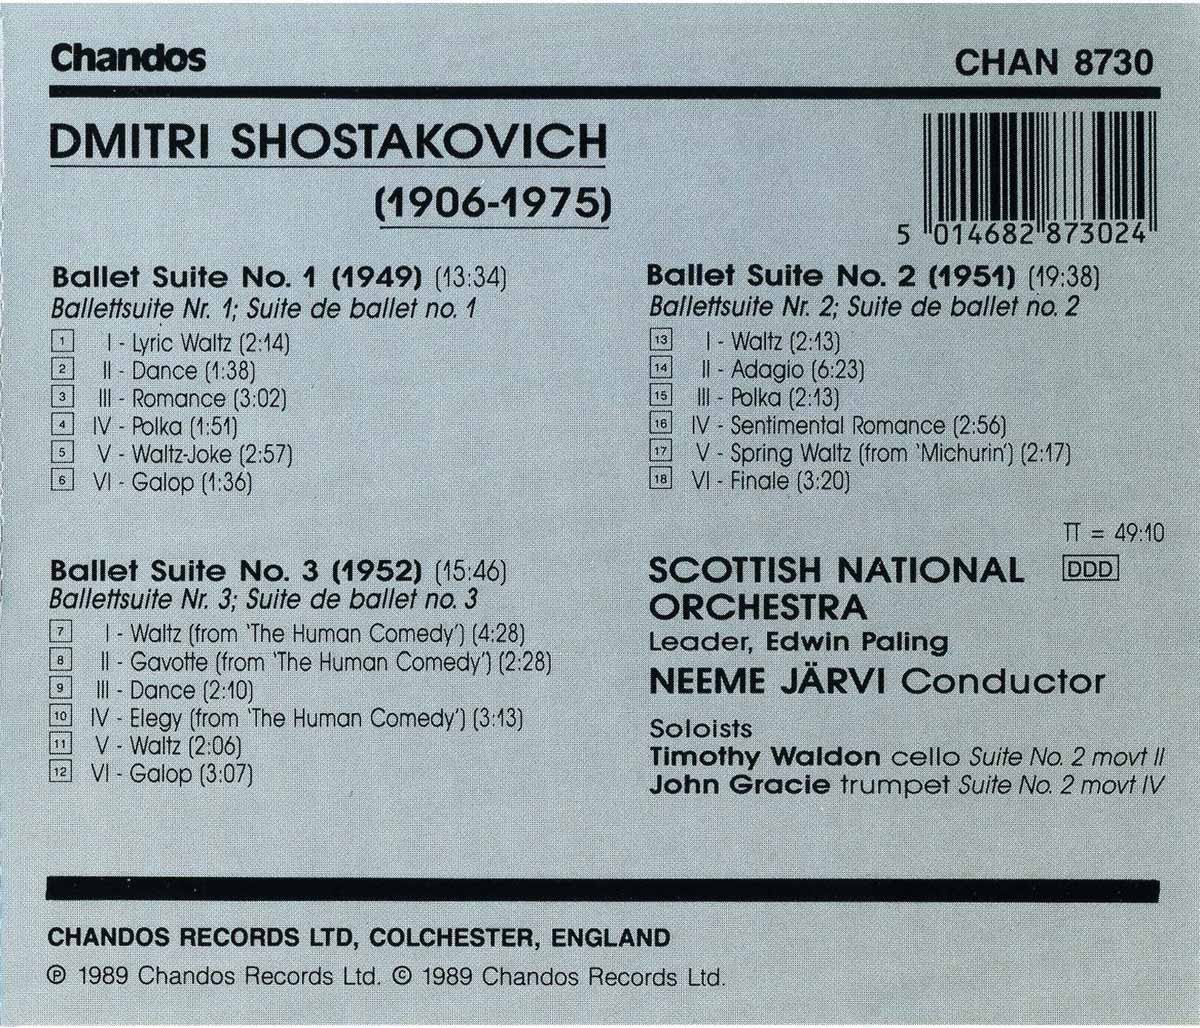 Chandos
CHAN 8730
DMITRI SHOSTAKOVICH
(1906-1975)
5 014682 873024
Ballet Suite No. 1 (1949) (13:34)
Ballettsuite Nr. 1; Suite de ballet no. 1
1 I - Lyric Waltz (2:14)
2 II - Dance (1:38)
3 III - Romance (3:02)
4 IV - Polka (1:51)
5 V - Waltz-Joke (2:57)
6 VI - Galop (1:36)
Ballet Suite No. 3 (1952) (15:46)
Ballettsuite Nr. 3; Suite de ballet no. 3
7 I - Waltz (from 'The Human Comedy') (4:28)
8 II - Gavotte (from 'The Human Comedy') (2:28)
9 III - Dance (2:10)
10 IV - Elegy (from 'The Human Comedy') (3:13)
11 V - Waltz (2:06)
12 VI - Galop (3:07)
Ballet Suite No. 2 (1951) (19:38)
Ballettsuite Nr. 2; Suite de ballet no. 2
13 I - Waltz (2:13)
14 II - Adagio (6:23)
15 III - Polka (2:13)
16 IV - Sentimental Romance (2:56)
17 V - Spring Waltz (from 'Michurin') (2:17)
18 VI - Finale (3:20)
TT = 49:10
DDD
SCOTTISH NATIONAL
ORCHESTRA
Leader, Edwin Paling
NEEME JÄRVI Conductor
Soloists
Timothy Waldon cello Suite No. 2 movt II
John Gracie trumpet Suite No. 2 movt IV
CHANDOS RECORDS LTD, COLCHESTER, ENGLAND
℗ 1989 Chandos Records Ltd. © 1989 Chandos Records Ltd.